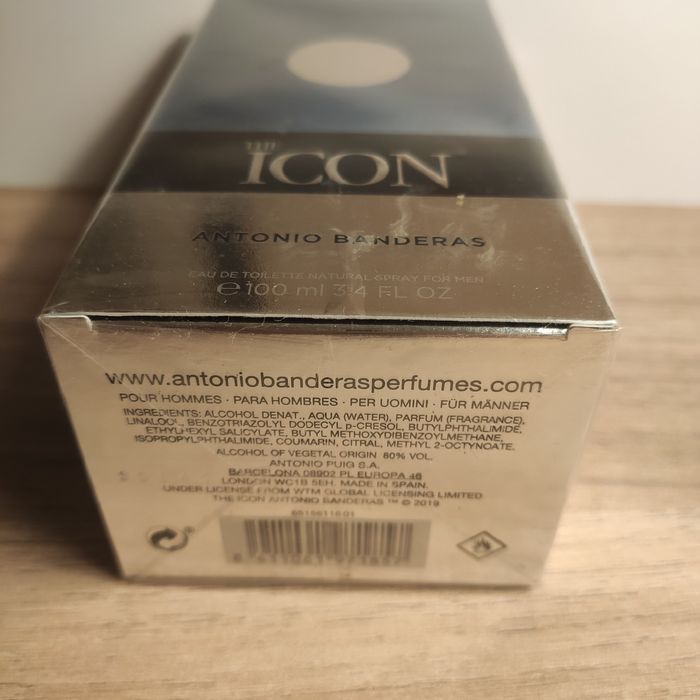 THE
ICON
ANTONIO BANDERAS
EAU DE TOILETTE NATURAL SPRAY FOR MEN
℮ 100 ml 3.4 FL OZ
www.antoniobanderasperfumes.com
POUR HOMMES · PARA HOMBRES · PER UOMINI · FÜR MÄNNER
INGREDIENTS: ALCOHOL DENAT., AQUA (WATER), PARFUM (FRAGRANCE),
LINALOOL, BENZOTRIAZOLYL DODECYL p-CRESOL, BUTYLPHTHALIMIDE,
ETHYLHEXYL SALICYLATE, BUTYL METHOXYDIBENZOYLMETHANE,
ISOPROPYLPHTHALIMIDE, COUMARIN, CITRAL, METHYL 2-OCTYNOATE.
ALCOHOL OF VEGETAL ORIGIN 80% VOL.
ANTONIO PUIG S.A.
BARCELONA 08902 PL EUROPA 46
LONDON WC1B 5EH. MADE IN SPAIN.
UNDER LICENSE FROM WTM GLOBAL LICENSING LIMITED
THE ICON ANTONIO BANDERAS ™ © 2019
6515611601